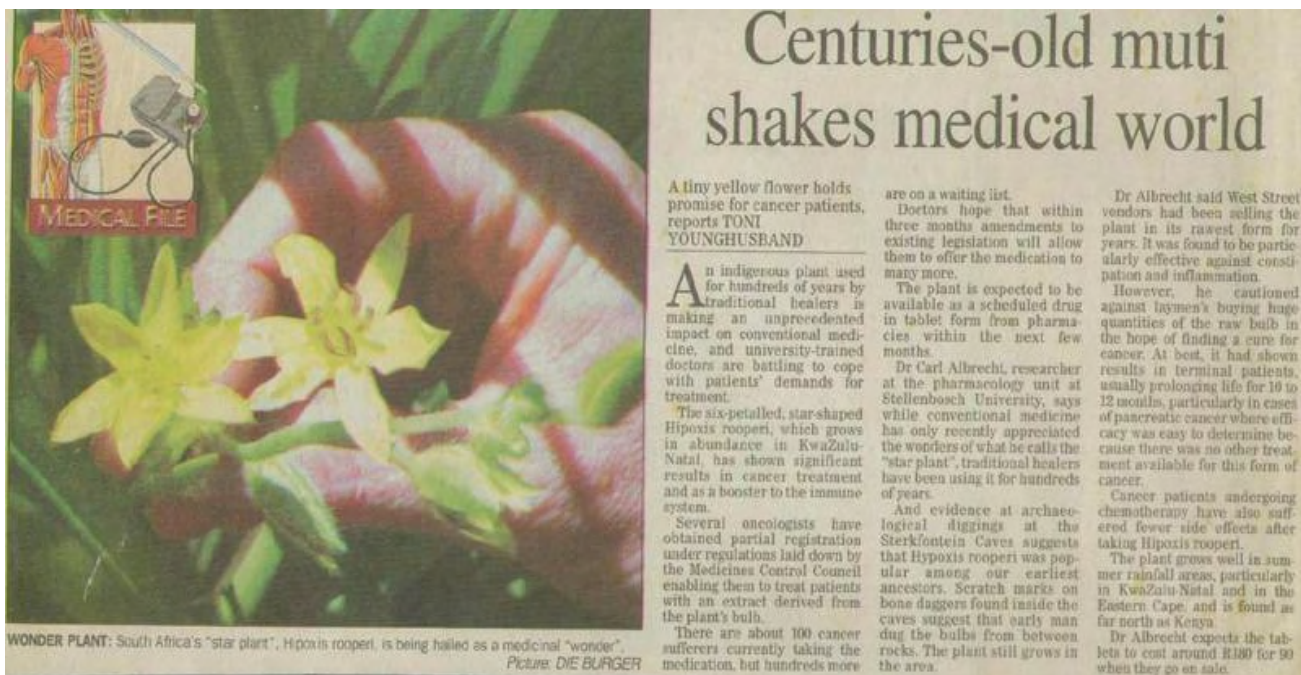 MEDICAL FILE
WONDER PLANT: South Africa's "star plant", Hipoxis rooperi, is being hailed as a medicinal "wonder".
Picture: DIE BURGER
Centuries-old muti
shakes medical world
A tiny yellow flower holds
promise for cancer patients,
reports TONI
YOUNGHUSBAND
An indigenous plant used
for hundreds of years by
traditional healers is
making an unprecedented
impact on conventional medi-
cine, and university-trained
doctors are battling to cope
with patients' demands for
treatment.
The six-petalled, star-shaped
Hipoxis rooperi, which grows
in abundance in KwaZulu-
Natal, has shown significant
results in cancer treatment
and as a booster to the immune
system.
Several oncologists have
obtained partial registration
under regulations laid down by
the Medicines Control Council
enabling them to treat patients
with an extract derived from
the plant's bulb.
There are about 100 cancer
sufferers currently taking the
medication, but hundreds more
are on a waiting list.
Doctors hope that within
three months amendments to
existing legislation will allow
them to offer the medication to
many more.
The plant is expected to be
available as a scheduled drug
in tablet form from pharma-
cies within the next few
months.
Dr Carl Albrecht, researcher
at the pharmacology unit at
Stellenbosch University, says
while conventional medicine
has only recently appreciated
the wonders of what he calls the
"star plant", traditional healers
have been using it for hundreds
of years.
And evidence at archaeo-
logical diggings at the
Sterkfontein Caves suggests
that Hypoxis rooperi was pop-
ular among our earliest
ancestors. Scratch marks on
bone daggers found inside the
caves suggest that early man
dug the bulbs from between
rocks. The plant still grows in
the area.
Dr Albrecht said West Street
vendors had been selling the
plant in its rawest form for
years. It was found to be partic-
ularly effective against consti-
pation and inflammation.
However, he cautioned
against laymen's buying huge
quantities of the raw bulb in
the hope of finding a cure for
cancer. At best, it had shown
results in terminal patients,
usually prolonging life for 10 to
12 months, particularly in cases
of pancreatic cancer where effi-
cacy was easy to determine be-
cause there was no other treat-
ment available for this form of
cancer.
Cancer patients undergoing
chemotherapy have also suff-
ered fewer side effects after
taking Hipoxis rooperi.
The plant grows well in sum-
mer rainfall areas, particularly
in KwaZulu-Natal and in the
Eastern Cape, and is found as
far north as Kenya.
Dr Albrecht expects the tab-
lets to cost around R180 for 90
when they go on sale.